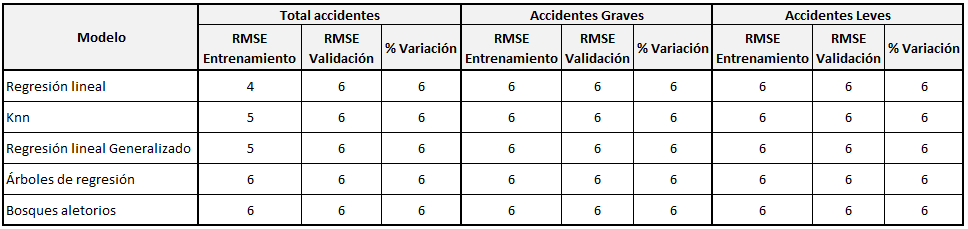 Modelo Total accidentes Accidentes Graves Accidentes Leves
RMSE Entrenamiento RMSE Validación % Variación RMSE Entrenamiento RMSE Validación % Variación RMSE Entrenamiento RMSE Validación % Variación
Regresión lineal 4 6 6 6 6 6 6 6 6
Knn 5 6 6 6 6 6 6 6 6
Regresión lineal Generalizado 5 6 6 6 6 6 6 6 6
Árboles de regresión 6 6 6 6 6 6 6 6 6
Bosques aletorios 6 6 6 6 6 6 6 6 6